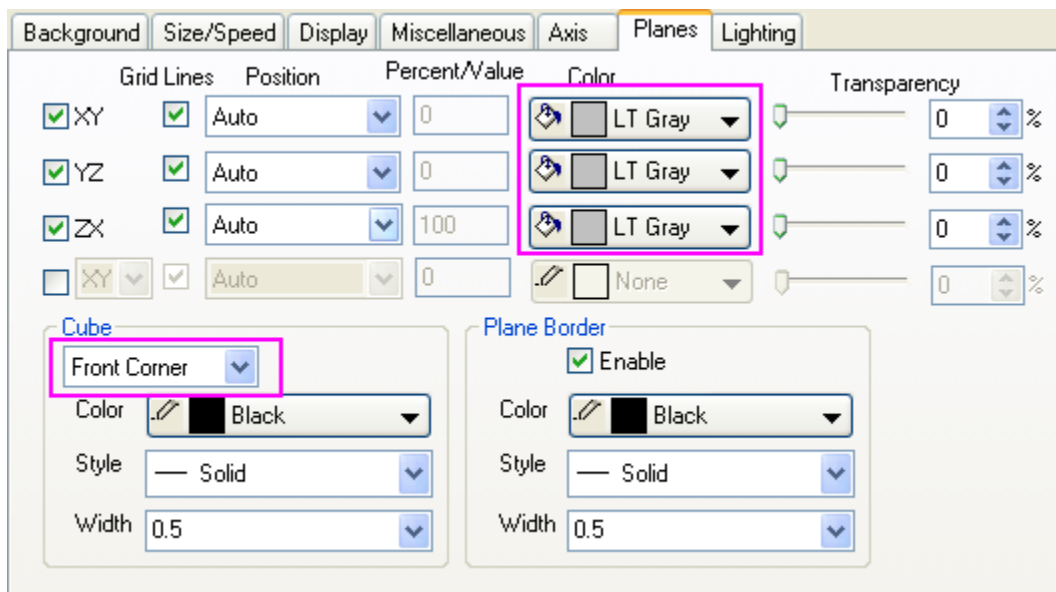 Background Size/Speed Display Miscellaneous Axis Planes Lighting
Grid Lines Position Percent/Value Color Transparency
XY Auto 0 LT Gray 0 %
YZ Auto 0 LT Gray 0 %
ZX Auto 100 LT Gray 0 %
XY Auto 0 None 0 %
Cube
Front Corner
Color Black
Style Solid
Width 0.5
Plane Border
Enable
Color Black
Style Solid
Width 0.5